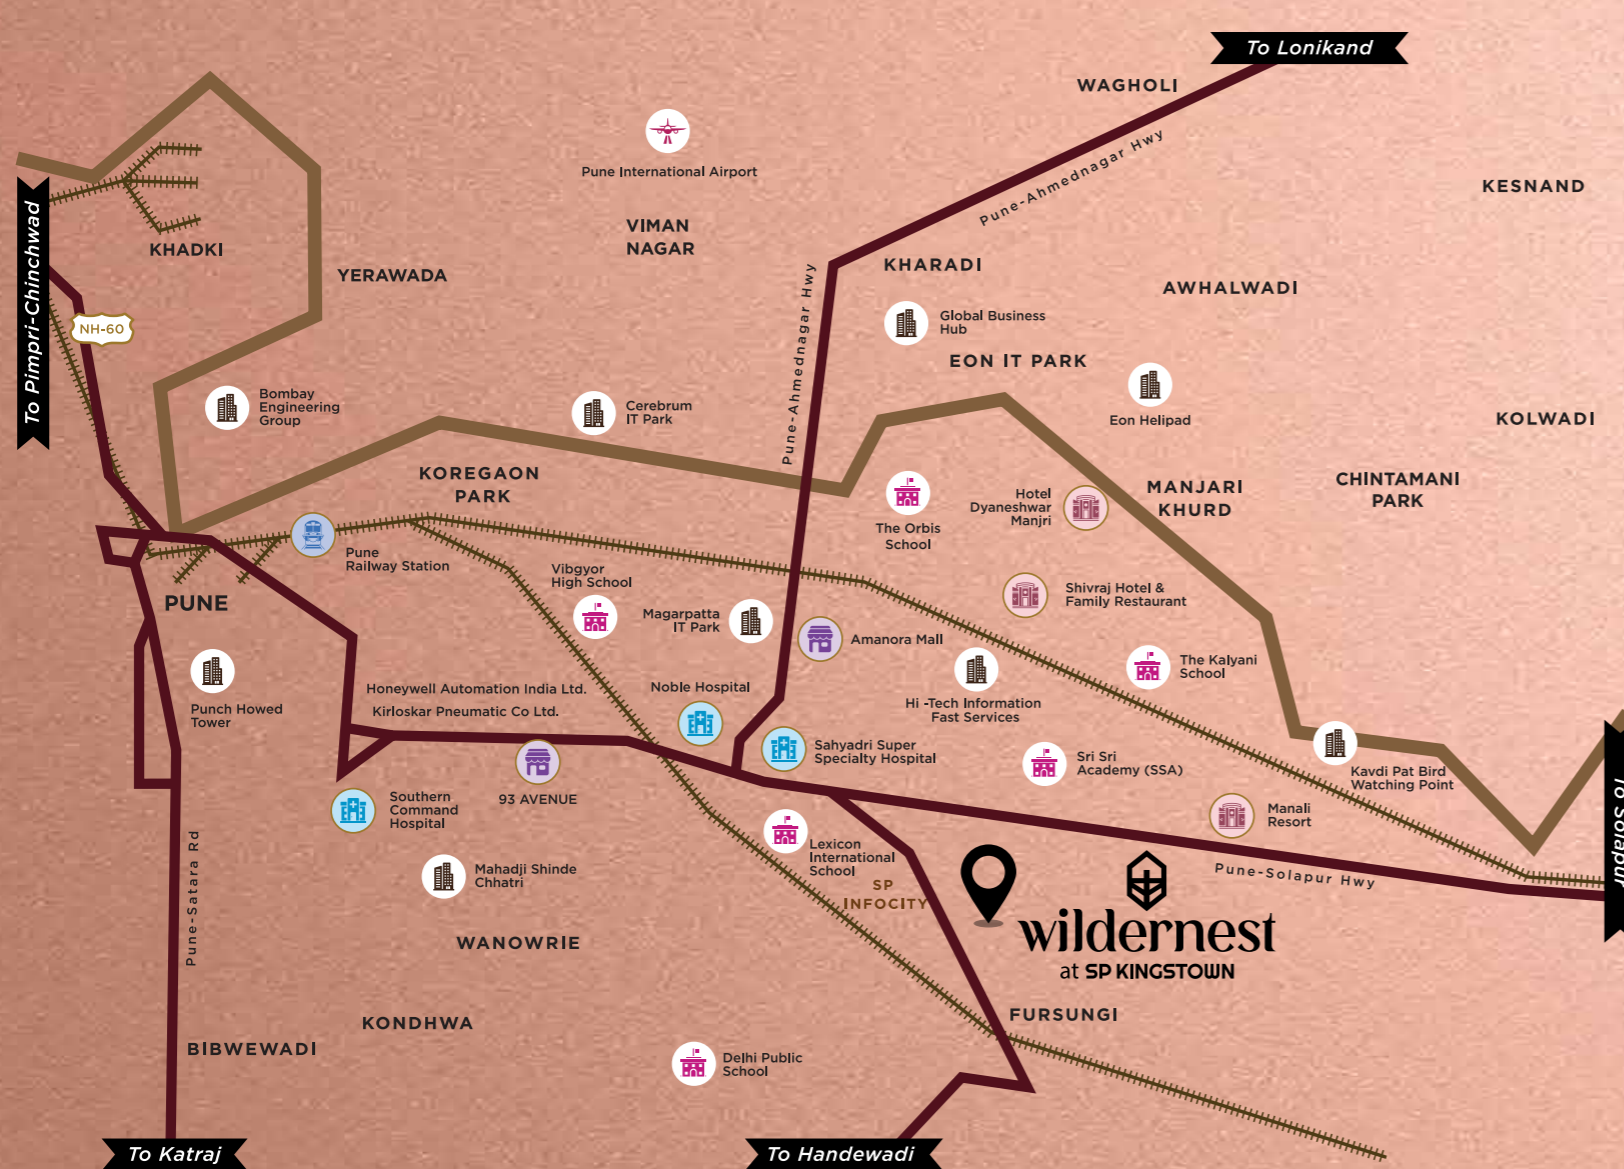 To Lonikand
WAGHOLI
Pune-Ahmednagar Hwy
Pune International Airport
KESNAND
To Pimpri-Chinchwad
KHADKI
VIMAN
NAGAR
YERAWADA
KHARADI
AWHALWADI
NH-60
Pune-Ahmednagar Hwy
Global Business
Hub
EON IT PARK
Bombay
Engineering
Group
Cerebrum
IT Park
Eon Helipad
KOLWADI
KOREGAON
PARK
CHINTAMANI
PARK
MANJARI
KHURD
Hotel
Dyaneshwar
Manjri
The Orbis
School
Pune
Railway Station
Vibgyor
High School
PUNE
Magarpatta
IT Park
Shivraj Hotel &
Family Restaurant
Amanora Mall
The Kalyani
School
Honeywell Automation India Ltd.
Kirloskar Pneumatic Co Ltd.
Noble Hospital
Hi -Tech Information
Fast Services
Punch Howed
Tower
Sahyadri Super
Specialty Hospital
Sri Sri
Academy (SSA)
Kavdi Pat Bird
Watching Point
To Solapur
93 AVENUE
Southern
Command
Hospital
Manali
Resort
Lexicon
International
School
Pune-Solapur Hwy
Mahadji Shinde
Chhatri
SP
INFOCITY
Pune-Satara Rd
wildernest
at SP KINGSTOWN
WANOWRIE
FURSUNGI
KONDHWA
BIBWEWADI
Delhi Public
School
To Katraj
To Handewadi